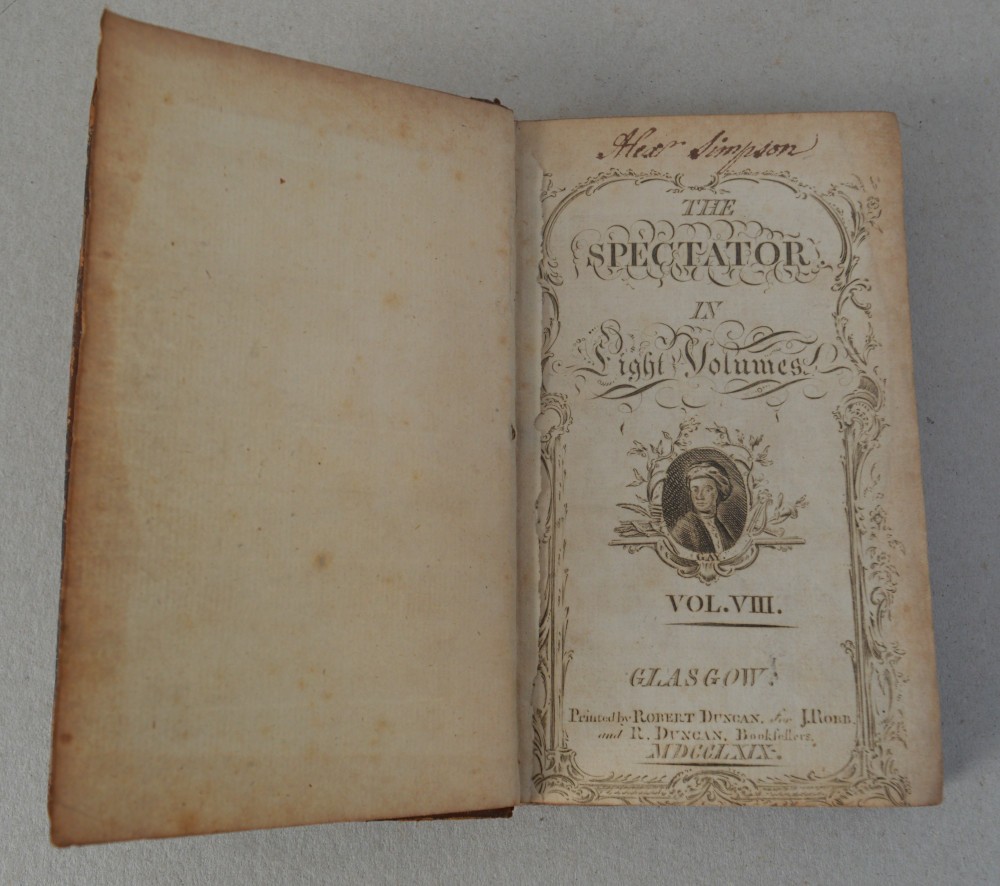 Alexr Simpson
THE
SPECTATOR
IN
Eight Volumes
GAY.
VOL.VIII.
GLASGOW:
Printed by ROBERT DUNCAN, for J.ROBB.
and R. DUNCAN, Bookſellers,
MDCCLXIX.